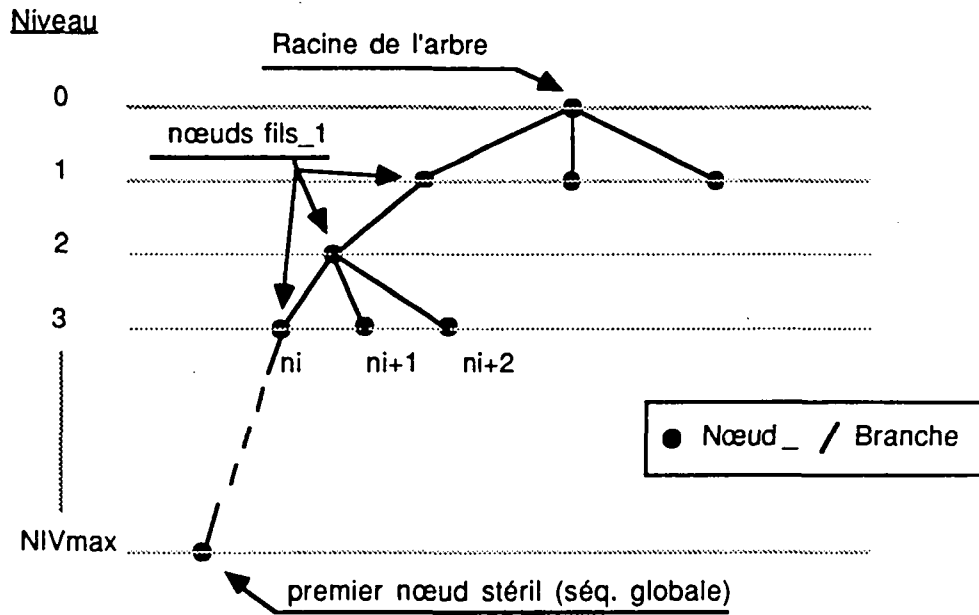 Niveau
Racine de l'arbre
0
nœuds fils_1
1
2
3
ni ni+1 ni+2
● Nœud_ / Branche
NIVmax
premier nœud stéril (séq. globale)